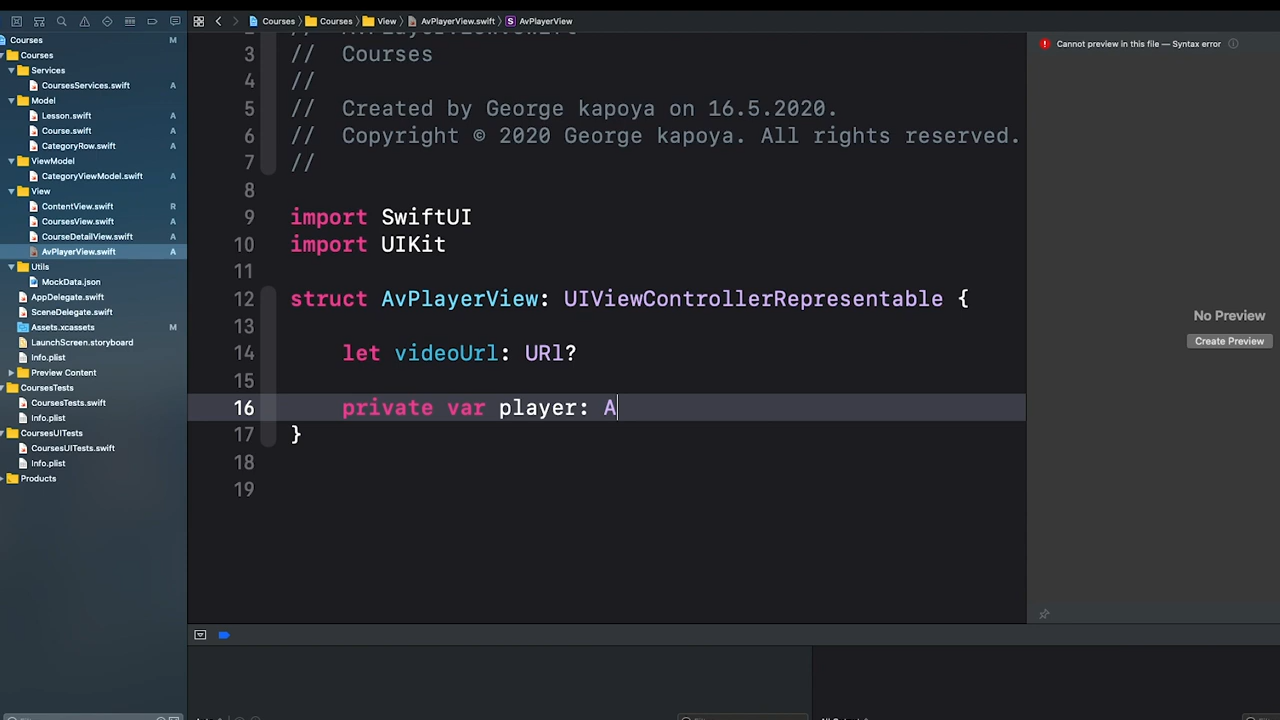 Courses
Courses
View
AvPlayerView.swift
S
AvPlayerView
Courses M
Courses
Services
CoursesServices.swift A
Model
Lesson.swift A
Course.swift A
CategoryRow.swift A
ViewModel
CategoryViewModel.swift A
View
ContentView.swift R
CoursesView.swift A
CourseDetailView.swift A
AvPlayerView.swift A
Utils
MockData.json A
AppDelegate.swift
SceneDelegate.swift
Assets.xcassets M
LaunchScreen.storyboard
Info.plist
Preview Content
CoursesTests
CoursesTests.swift
Info.plist
CoursesUITests
CoursesUITests.swift
Info.plist
Products
3 // Courses
4 //
5 // Created by George kapoya on 16.5.2020.
6 // Copyright © 2020 George kapoya. All rights reserved.
7 //
8
9 import SwiftUI
10 import UIKit
11
12 struct AvPlayerView: UIViewControllerRepresentable {
13
14 let videoUrl: URl?
15
16 private var player: A
17 }
18
19
Cannot preview in this file — Syntax error
No Preview
Create Preview